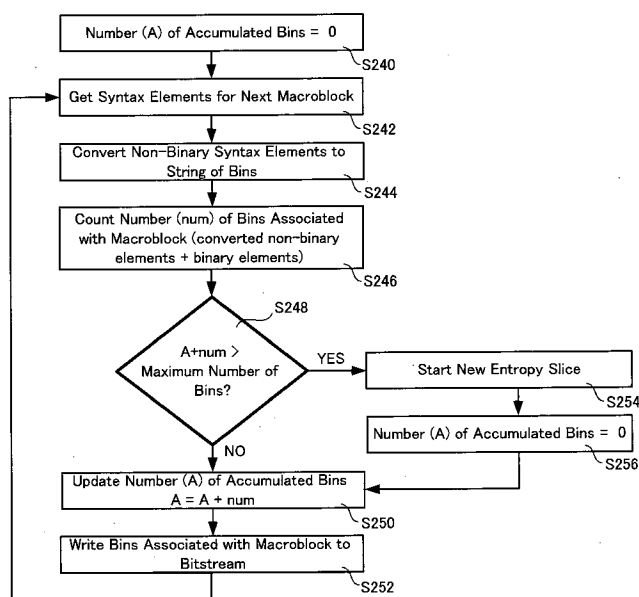 Number (A) of Accumulated Bins = 0
S240
Get Syntax Elements for Next Macroblock
S242
Convert Non-Binary Syntax Elements to
String of Bins
S244
Count Number (num) of Bins Associated
with Macroblock (converted non-binary
elements + binary elements)
S246
S248
A+num >
Maximum Number of
Bins?
YES
Start New Entropy Slice
S254
Number (A) of Accumulated Bins = 0
S256
NO
Update Number (A) of Accumulated Bins
A = A + num
S250
Write Bins Associated with Macroblock to
Bitstream
S252